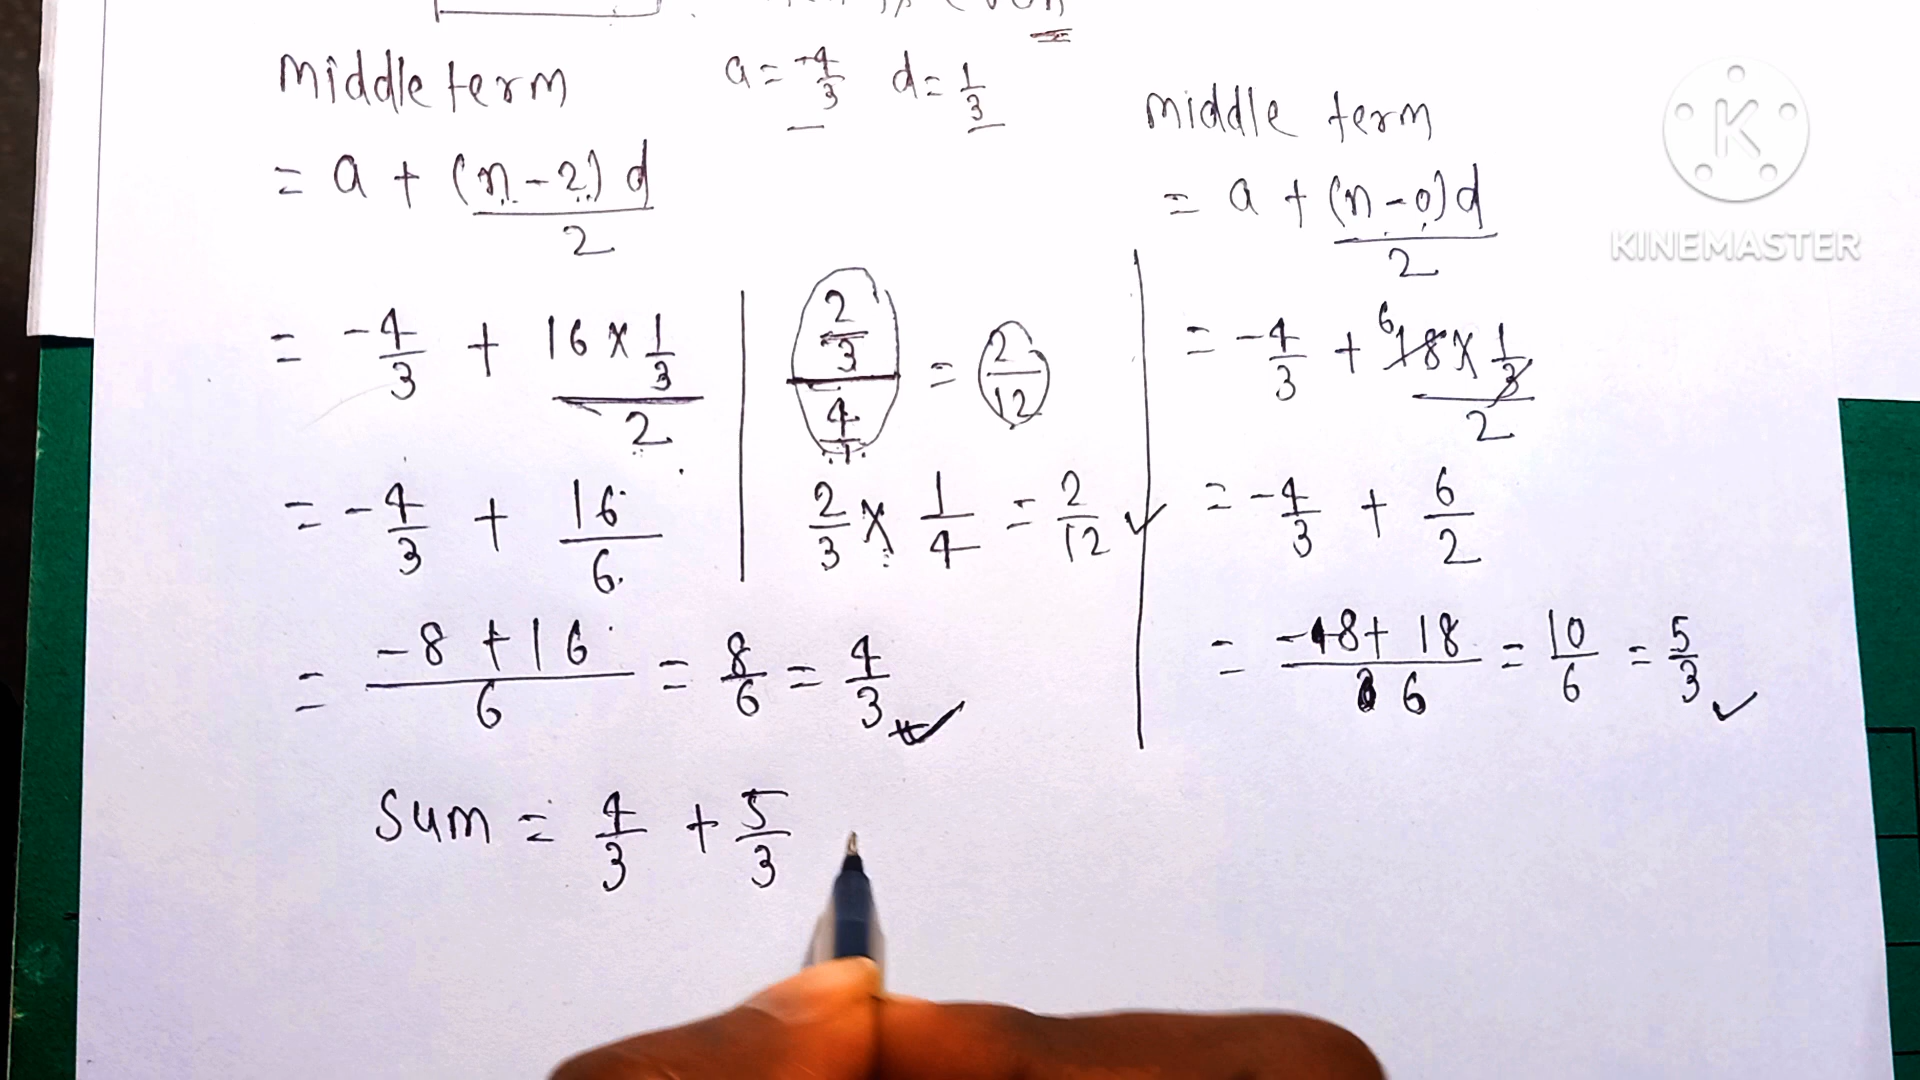 middle term a = -4/3 d = 1/3
= a + (n-2)d/2
= -4/3 + 16 × 1/3 / 2
= -4/3 + 16/6
= -8 + 16 / 6 = 8/6 = 4/3
2/3 / 4/1 = 2/12
2/3 × 1/4 = 2/12
middle term
= a + (n-0)d/2
= -4/3 + 6 18 × 1/3 / 2
= -4/3 + 6/2
= -8 + 18 / 6 = 10/6 = 5/3
Sum = 4/3 + 5/3
K
KINEMASTER